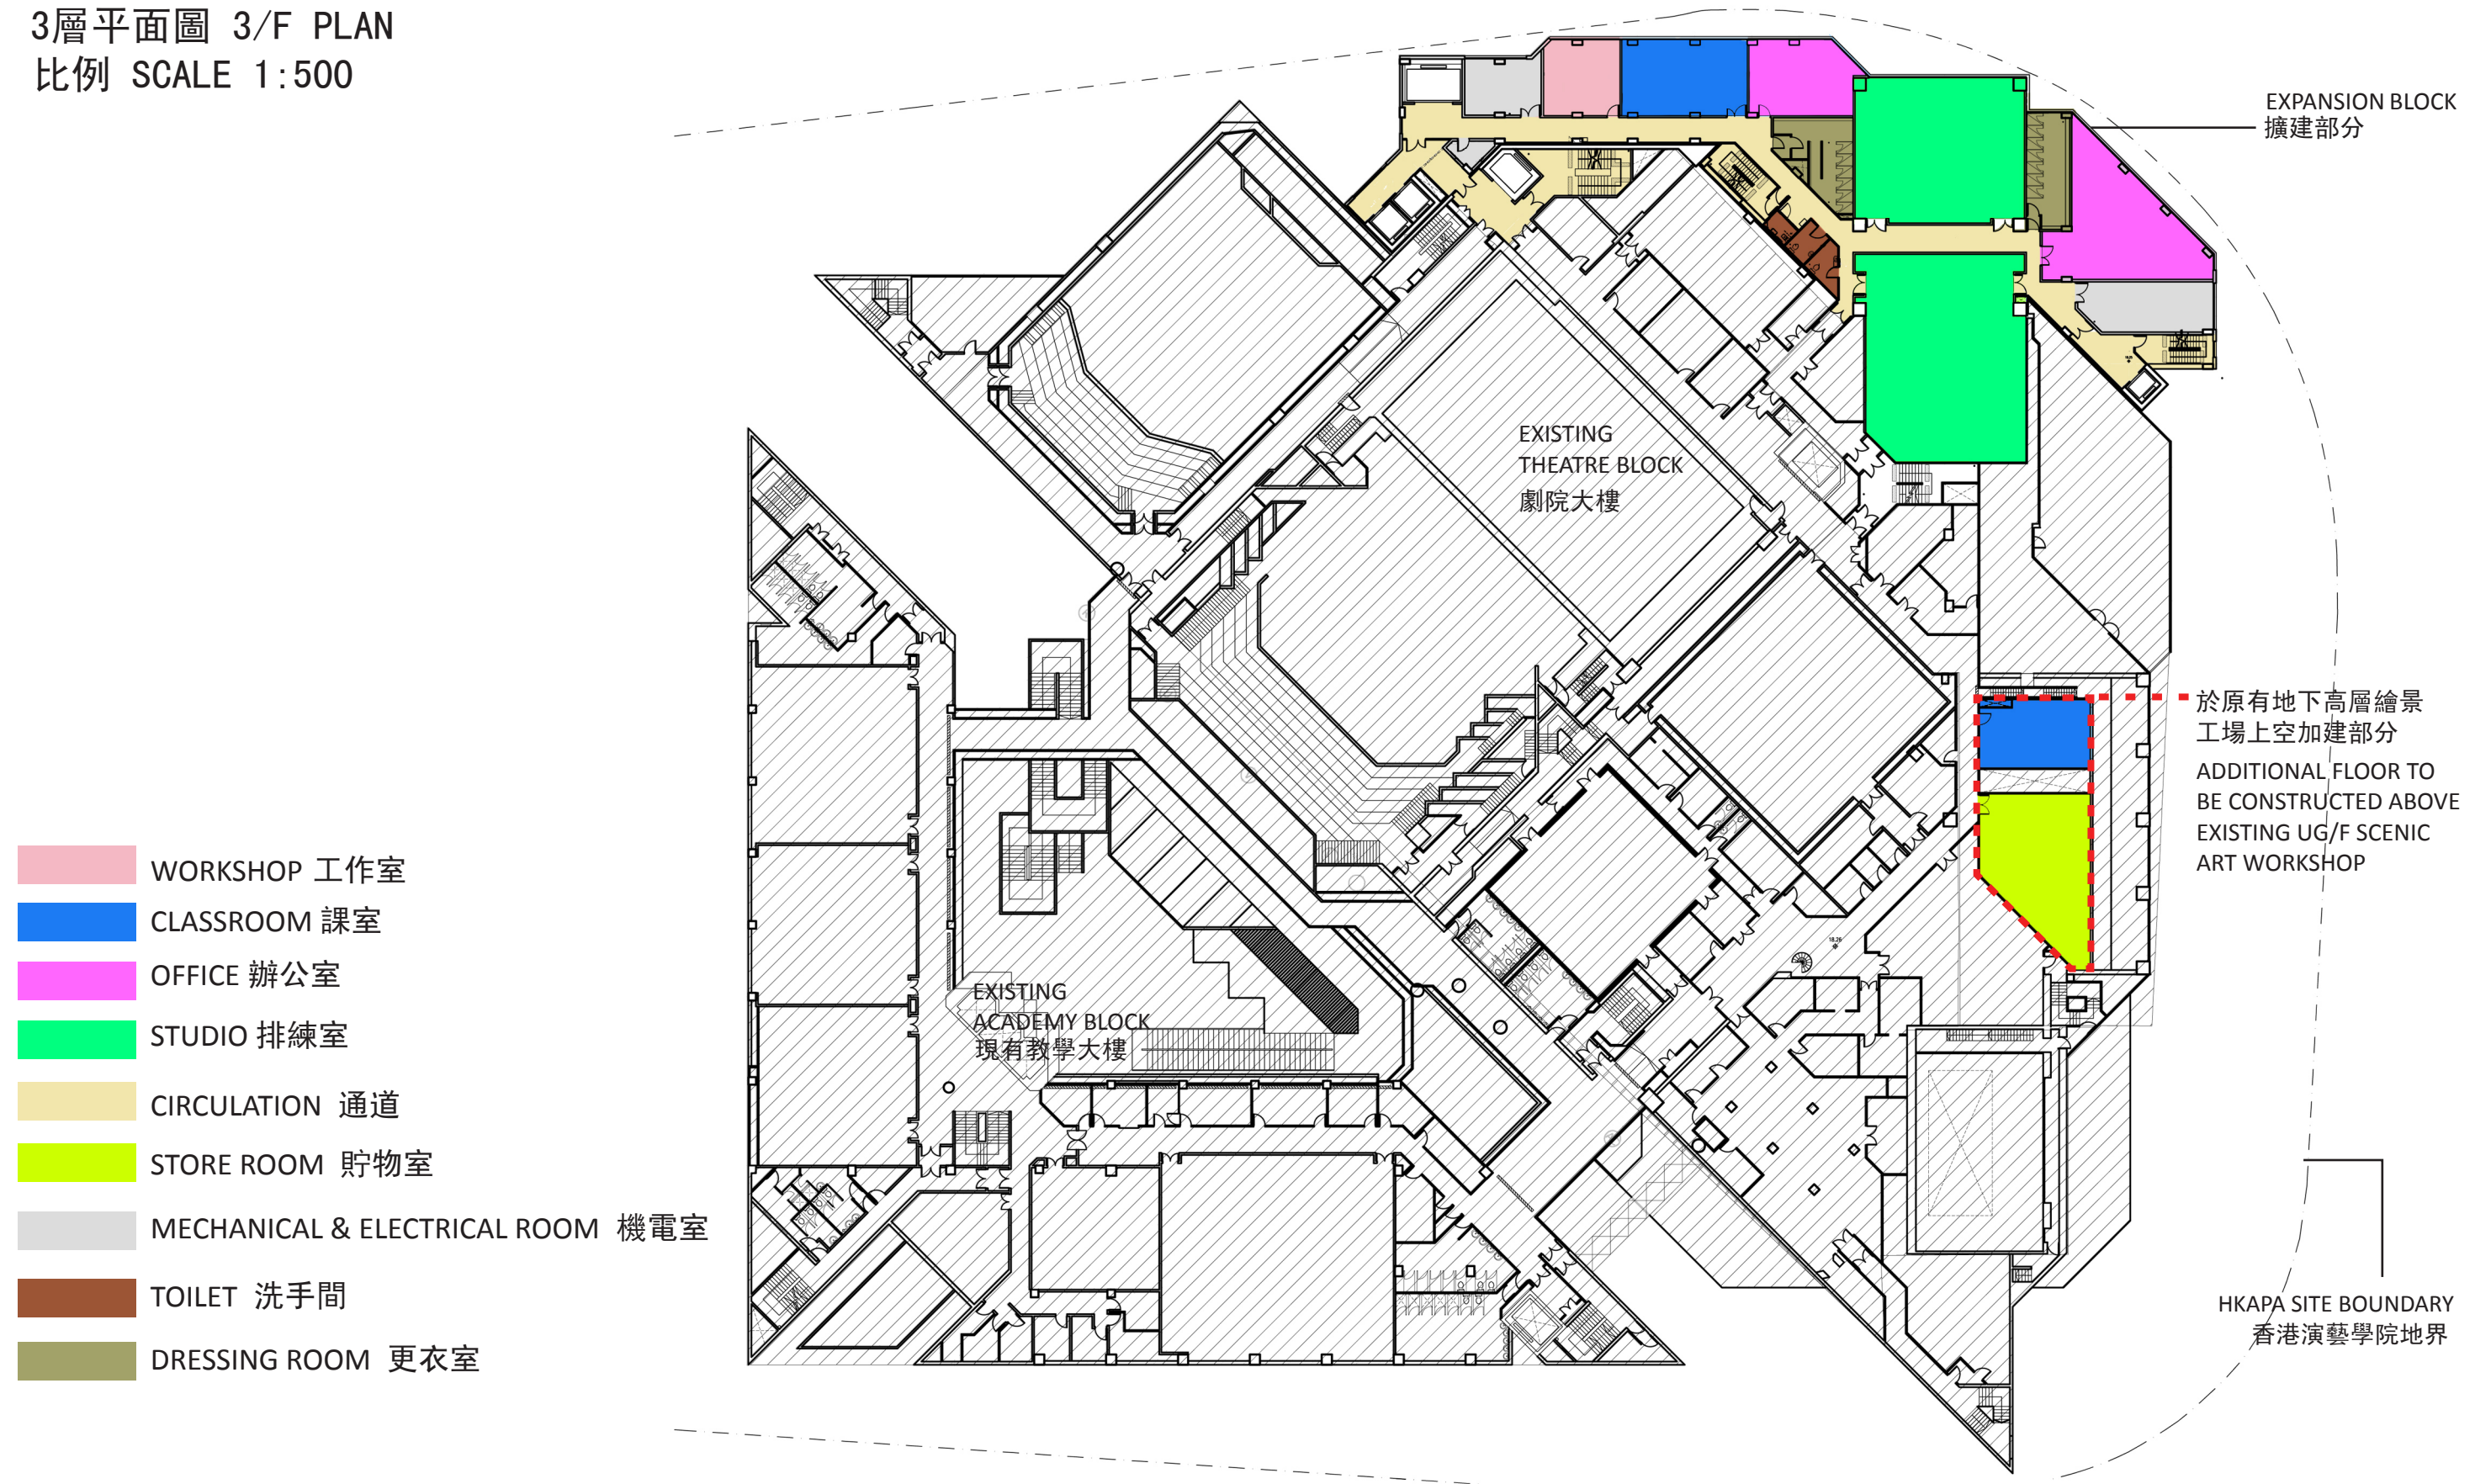 3層平面圖 3/F PLAN
比例 SCALE 1:500
EXPANSION BLOCK
擴建部分
EXISTING
THEATRE BLOCK
劇院大樓
於原有地下高層繪景
工場上空加建部分
ADDITIONAL FLOOR TO
BE CONSTRUCTED ABOVE
EXISTING UG/F SCENIC
ART WORKSHOP
WORKSHOP 工作室
CLASSROOM 課室
OFFICE 辦公室
STUDIO 排練室
CIRCULATION 通道
STORE ROOM 貯物室
MECHANICAL & ELECTRICAL ROOM 機電室
TOILET 洗手間
DRESSING ROOM 更衣室
18.26
EXISTING
ACADEMY BLOCK
現有教學大樓
HKAPA SITE BOUNDARY
香港演藝學院地界